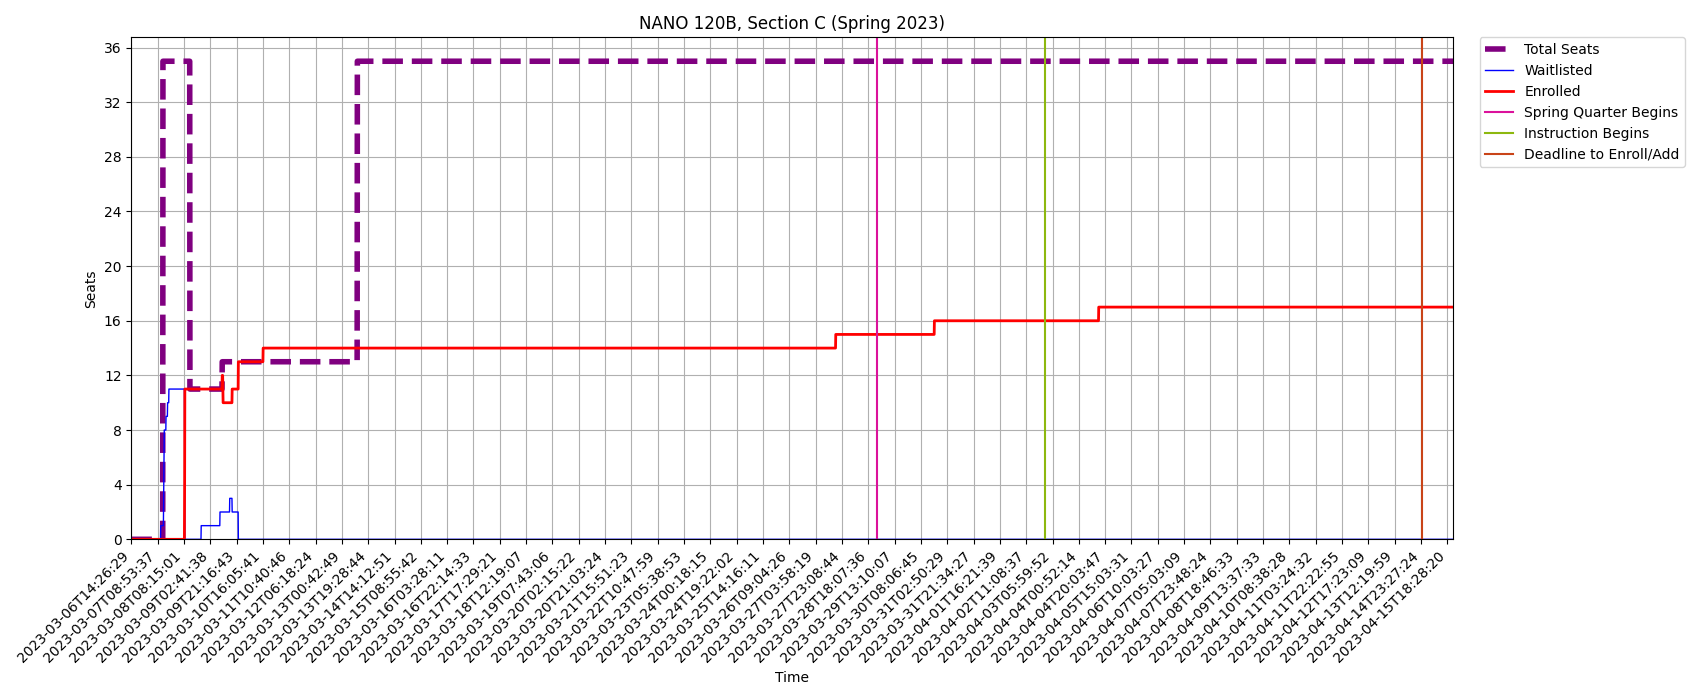 NANO 120B, Section C (Spring 2023)
36
32
28
24
20
16
12
8
4
0
Seats
Total Seats
Waitlisted
Enrolled
Spring Quarter Begins
Instruction Begins
Deadline to Enroll/Add
2023-03-06T14:26:29
2023-03-07T08:53:37
2023-03-08T08:15:01
2023-03-09T02:41:38
2023-03-09T21:16:43
2023-03-10T16:05:41
2023-03-11T10:40:46
2023-03-12T06:18:24
2023-03-13T00:42:49
2023-03-13T19:28:44
2023-03-14T14:12:51
2023-03-15T08:55:42
2023-03-16T03:28:11
2023-03-16T22:14:33
2023-03-17T17:29:21
2023-03-18T12:19:07
2023-03-19T07:43:06
2023-03-20T02:15:22
2023-03-20T21:03:24
2023-03-21T15:51:23
2023-03-22T10:47:59
2023-03-23T05:38:53
2023-03-24T00:18:15
2023-03-24T19:22:02
2023-03-25T14:16:11
2023-03-26T09:04:26
2023-03-27T03:58:19
2023-03-27T23:08:44
2023-03-28T18:07:36
2023-03-29T13:10:07
2023-03-30T08:06:45
2023-03-31T02:50:29
2023-03-31T21:34:27
2023-04-01T16:21:39
2023-04-02T11:08:37
2023-04-03T05:59:52
2023-04-04T00:52:14
2023-04-04T20:03:47
2023-04-05T15:03:31
2023-04-06T10:03:27
2023-04-07T05:03:09
2023-04-07T23:48:24
2023-04-08T18:46:33
2023-04-09T13:37:33
2023-04-10T08:38:28
2023-04-11T03:24:32
2023-04-11T22:22:55
2023-04-12T17:23:09
2023-04-13T12:19:59
2023-04-14T23:27:24
2023-04-15T18:28:20
Time